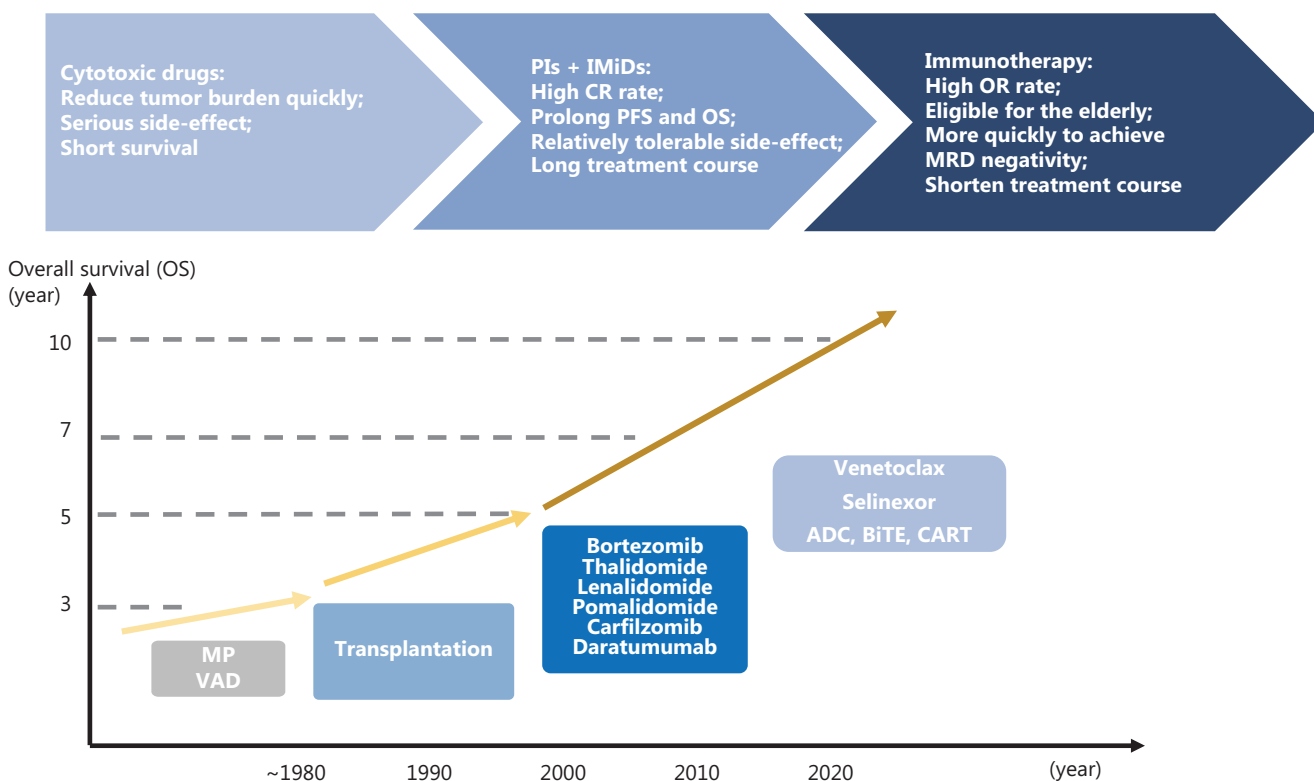 Cytotoxic drugs:
Reduce tumor burden quickly;
Serious side-effect;
Short survival
PIs + IMiDs:
High CR rate;
Prolong PFS and OS;
Relatively tolerable side-effect;
Long treatment course
Immunotherapy:
High OR rate;
Eligible for the elderly;
More quickly to achieve
MRD negativity;
Shorten treatment course
Overall survival (OS)
(year)
10
7
5
3
MP
VAD
Transplantation
Bortezomib
Thalidomide
Lenalidomide
Pomalidomide
Carfilzomib
Daratumumab
Venetoclax
Selinexor
ADC, BiTE, CART
~1980 1990 2000 2010 2020 (year)